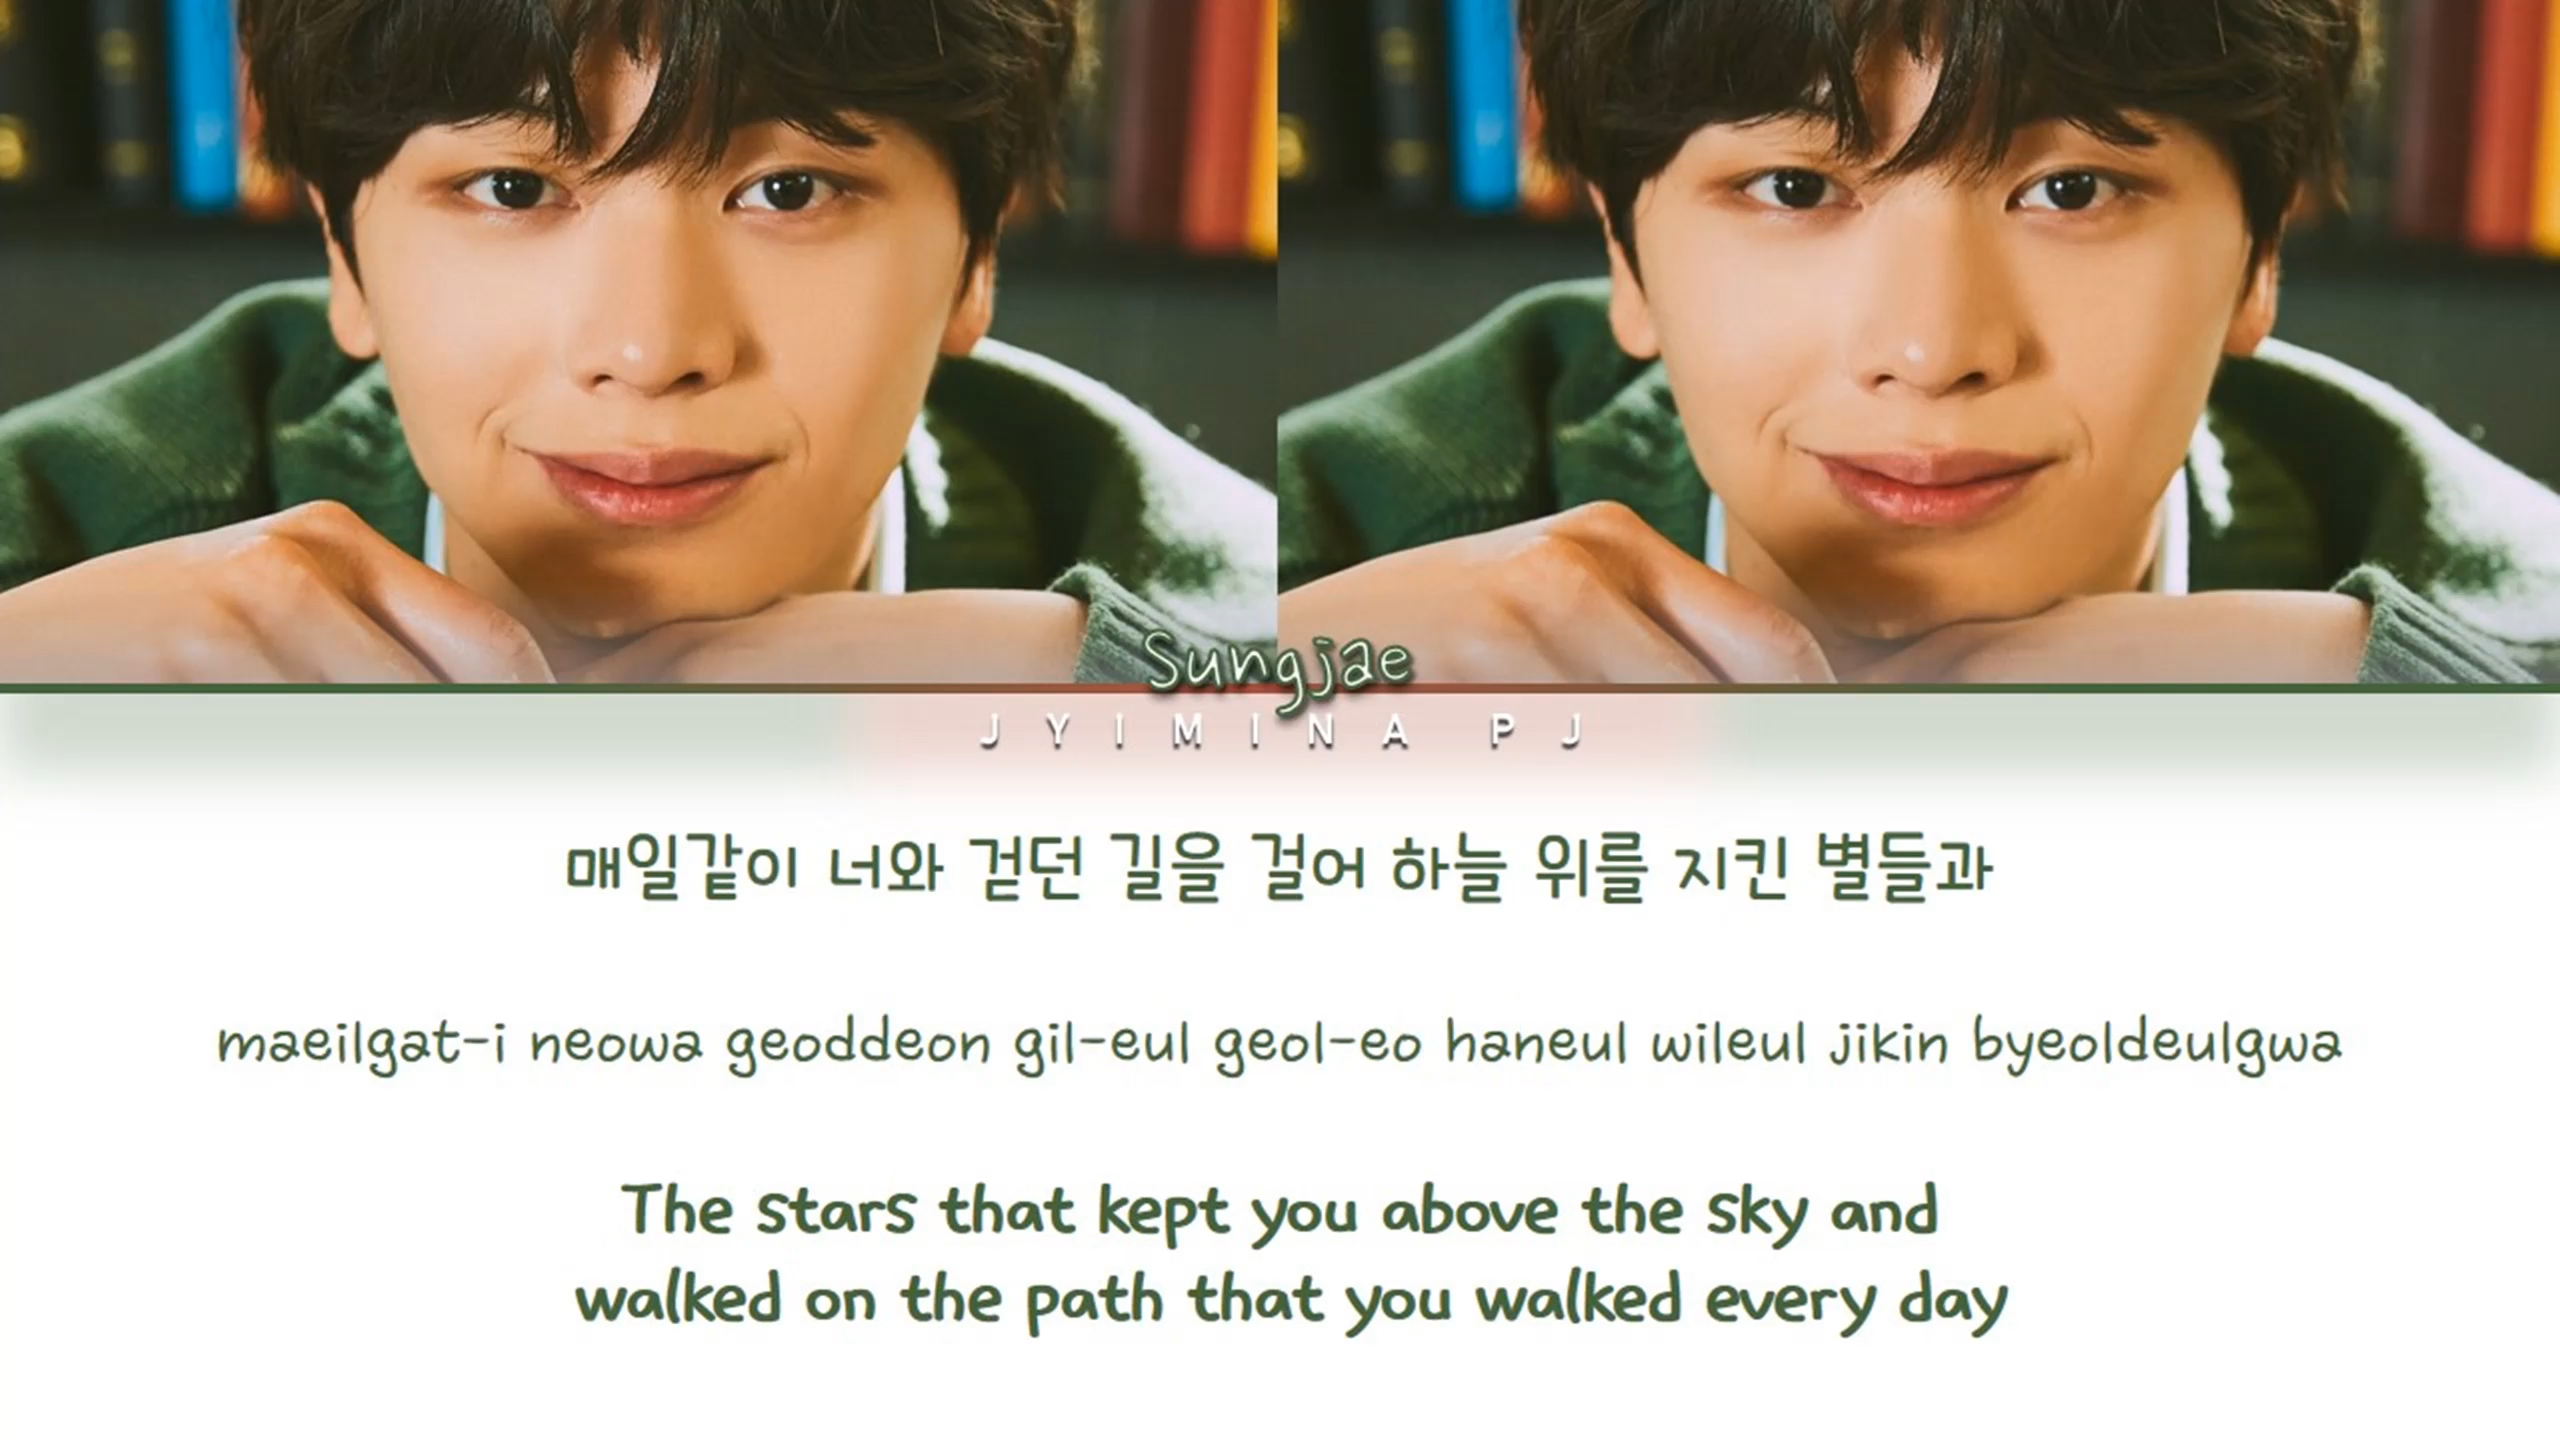 Sungjae
JYIMINA PJ
매일같이 너와 걷던 길을 걸어 하늘 위를 지킨 별들과
maeilgat-i neowa geoddeon gil-eul geol-eo haneul wileul jikin byeoldeulgwa
The stars that kept you above the sky and
walked on the path that you walked every day